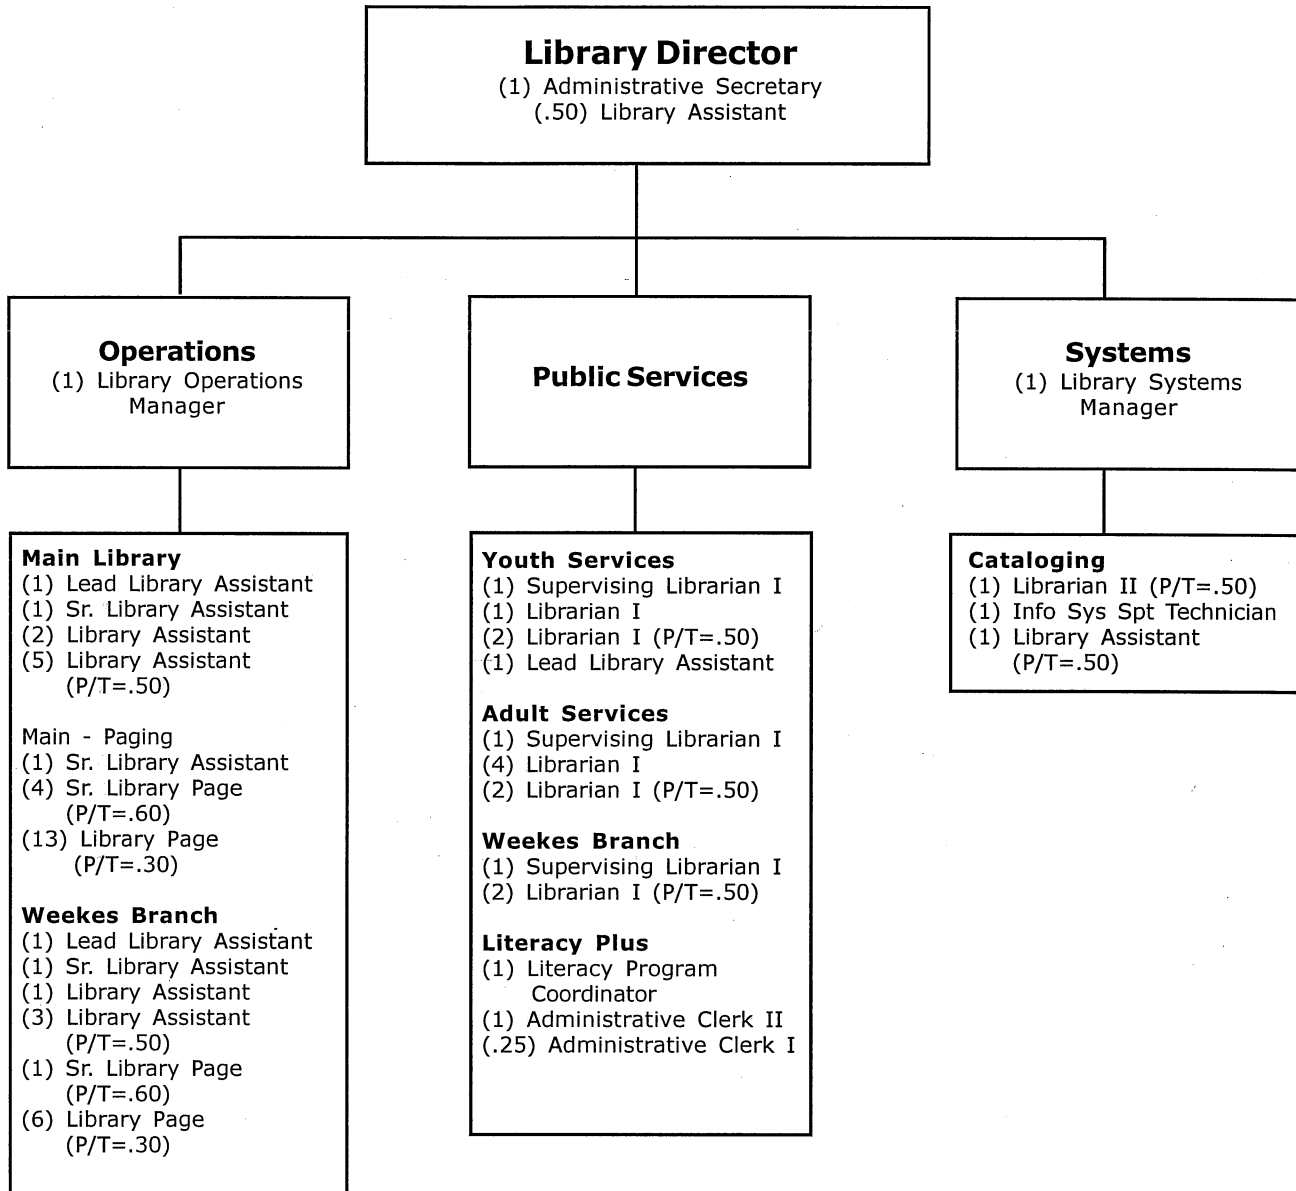 Library Director
(1) Administrative Secretary
(.50) Library Assistant
Operations
(1) Library Operations
Manager
Public Services
Systems
(1) Library Systems
Manager
Main Library
(1) Lead Library Assistant
(1) Sr. Library Assistant
(2) Library Assistant
(5) Library Assistant
(P/T=.50)
Main - Paging
(1) Sr. Library Assistant
(4) Sr. Library Page
(P/T=.60)
(13) Library Page
(P/T=.30)
Weekes Branch
(1) Lead Library Assistant
(1) Sr. Library Assistant
(1) Library Assistant
(3) Library Assistant
(P/T=.50)
(1) Sr. Library Page
(P/T=.60)
(6) Library Page
(P/T=.30)
Youth Services
(1) Supervising Librarian I
(1) Librarian I
(2) Librarian I (P/T=.50)
(1) Lead Library Assistant
Adult Services
(1) Supervising Librarian I
(4) Librarian I
(2) Librarian I (P/T=.50)
Weekes Branch
(1) Supervising Librarian I
(2) Librarian I (P/T=.50)
Literacy Plus
(1) Literacy Program
Coordinator
(1) Administrative Clerk II
(.25) Administrative Clerk I
Cataloging
(1) Librarian II (P/T=.50)
(1) Info Sys Spt Technician
(1) Library Assistant
(P/T=.50)